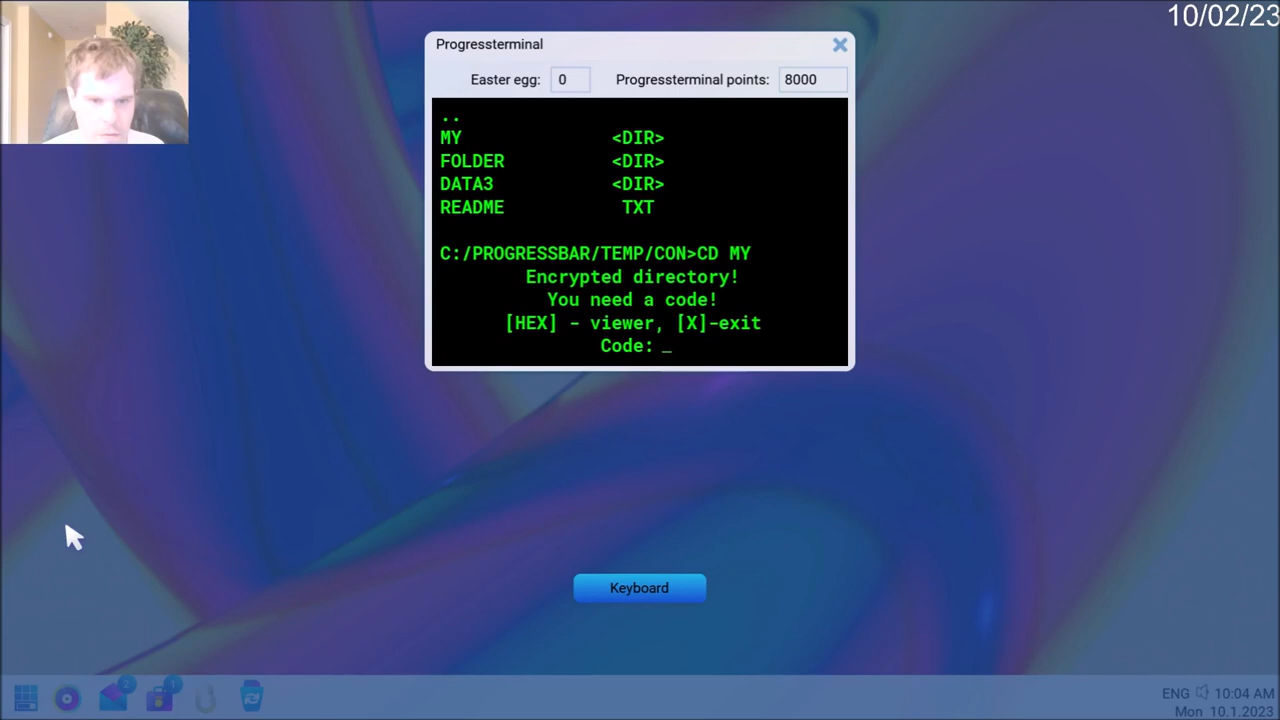 10/02/23
Progressterminal
Easter egg: 0 Progressterminal points: 8000
..
MY <DIR>
FOLDER <DIR>
DATA3 <DIR>
README TXT
C:/PROGRESSBAR/TEMP/CON>CD MY
Encrypted directory!
You need a code!
[HEX] - viewer, [X]-exit
Code: _
Keyboard
2 1
ENG 10:04 AM
Mon 10.1.2023